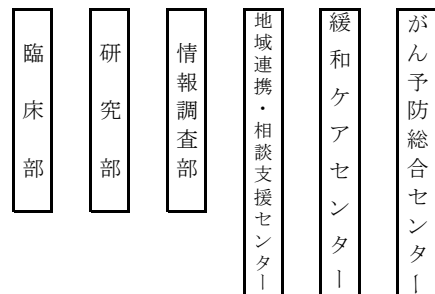 臨床部
研究部
情報調査部
地域連携・相談支援センター
緩和ケアセンター
がん予防総合センター